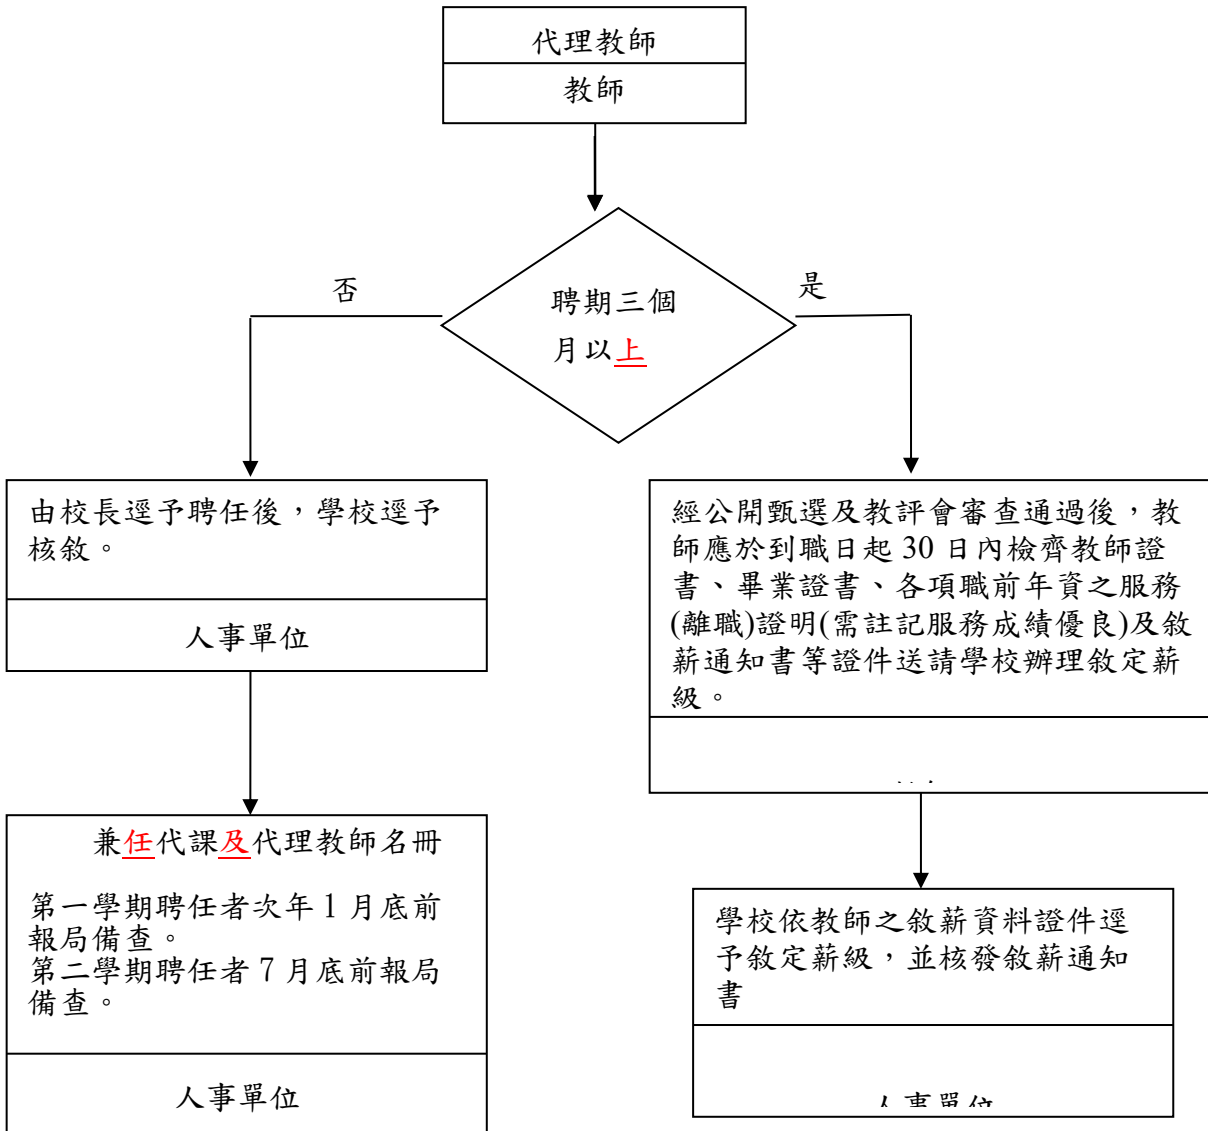 代理教師
教師
否
是
聘期三個
月以上
由校長逕予聘任後，學校逕予
核敘。
人事單位
經公開甄選及教評會審查通過後，教
師應於到職日起 30 日內檢齊教師證
書、畢業證書、各項職前年資之服務
(離職)證明(需註記服務成績優良)及敘
薪通知書等證件送請學校辦理敘定薪
級。
兼任代課及代理教師名冊
第一學期聘任者次年 1 月底前
報局備查。
第二學期聘任者 7 月底前報局
備查。
人事單位
學校依教師之敘薪資料證件逕
予敘定薪級，並核發敘薪通知
書
人事單位